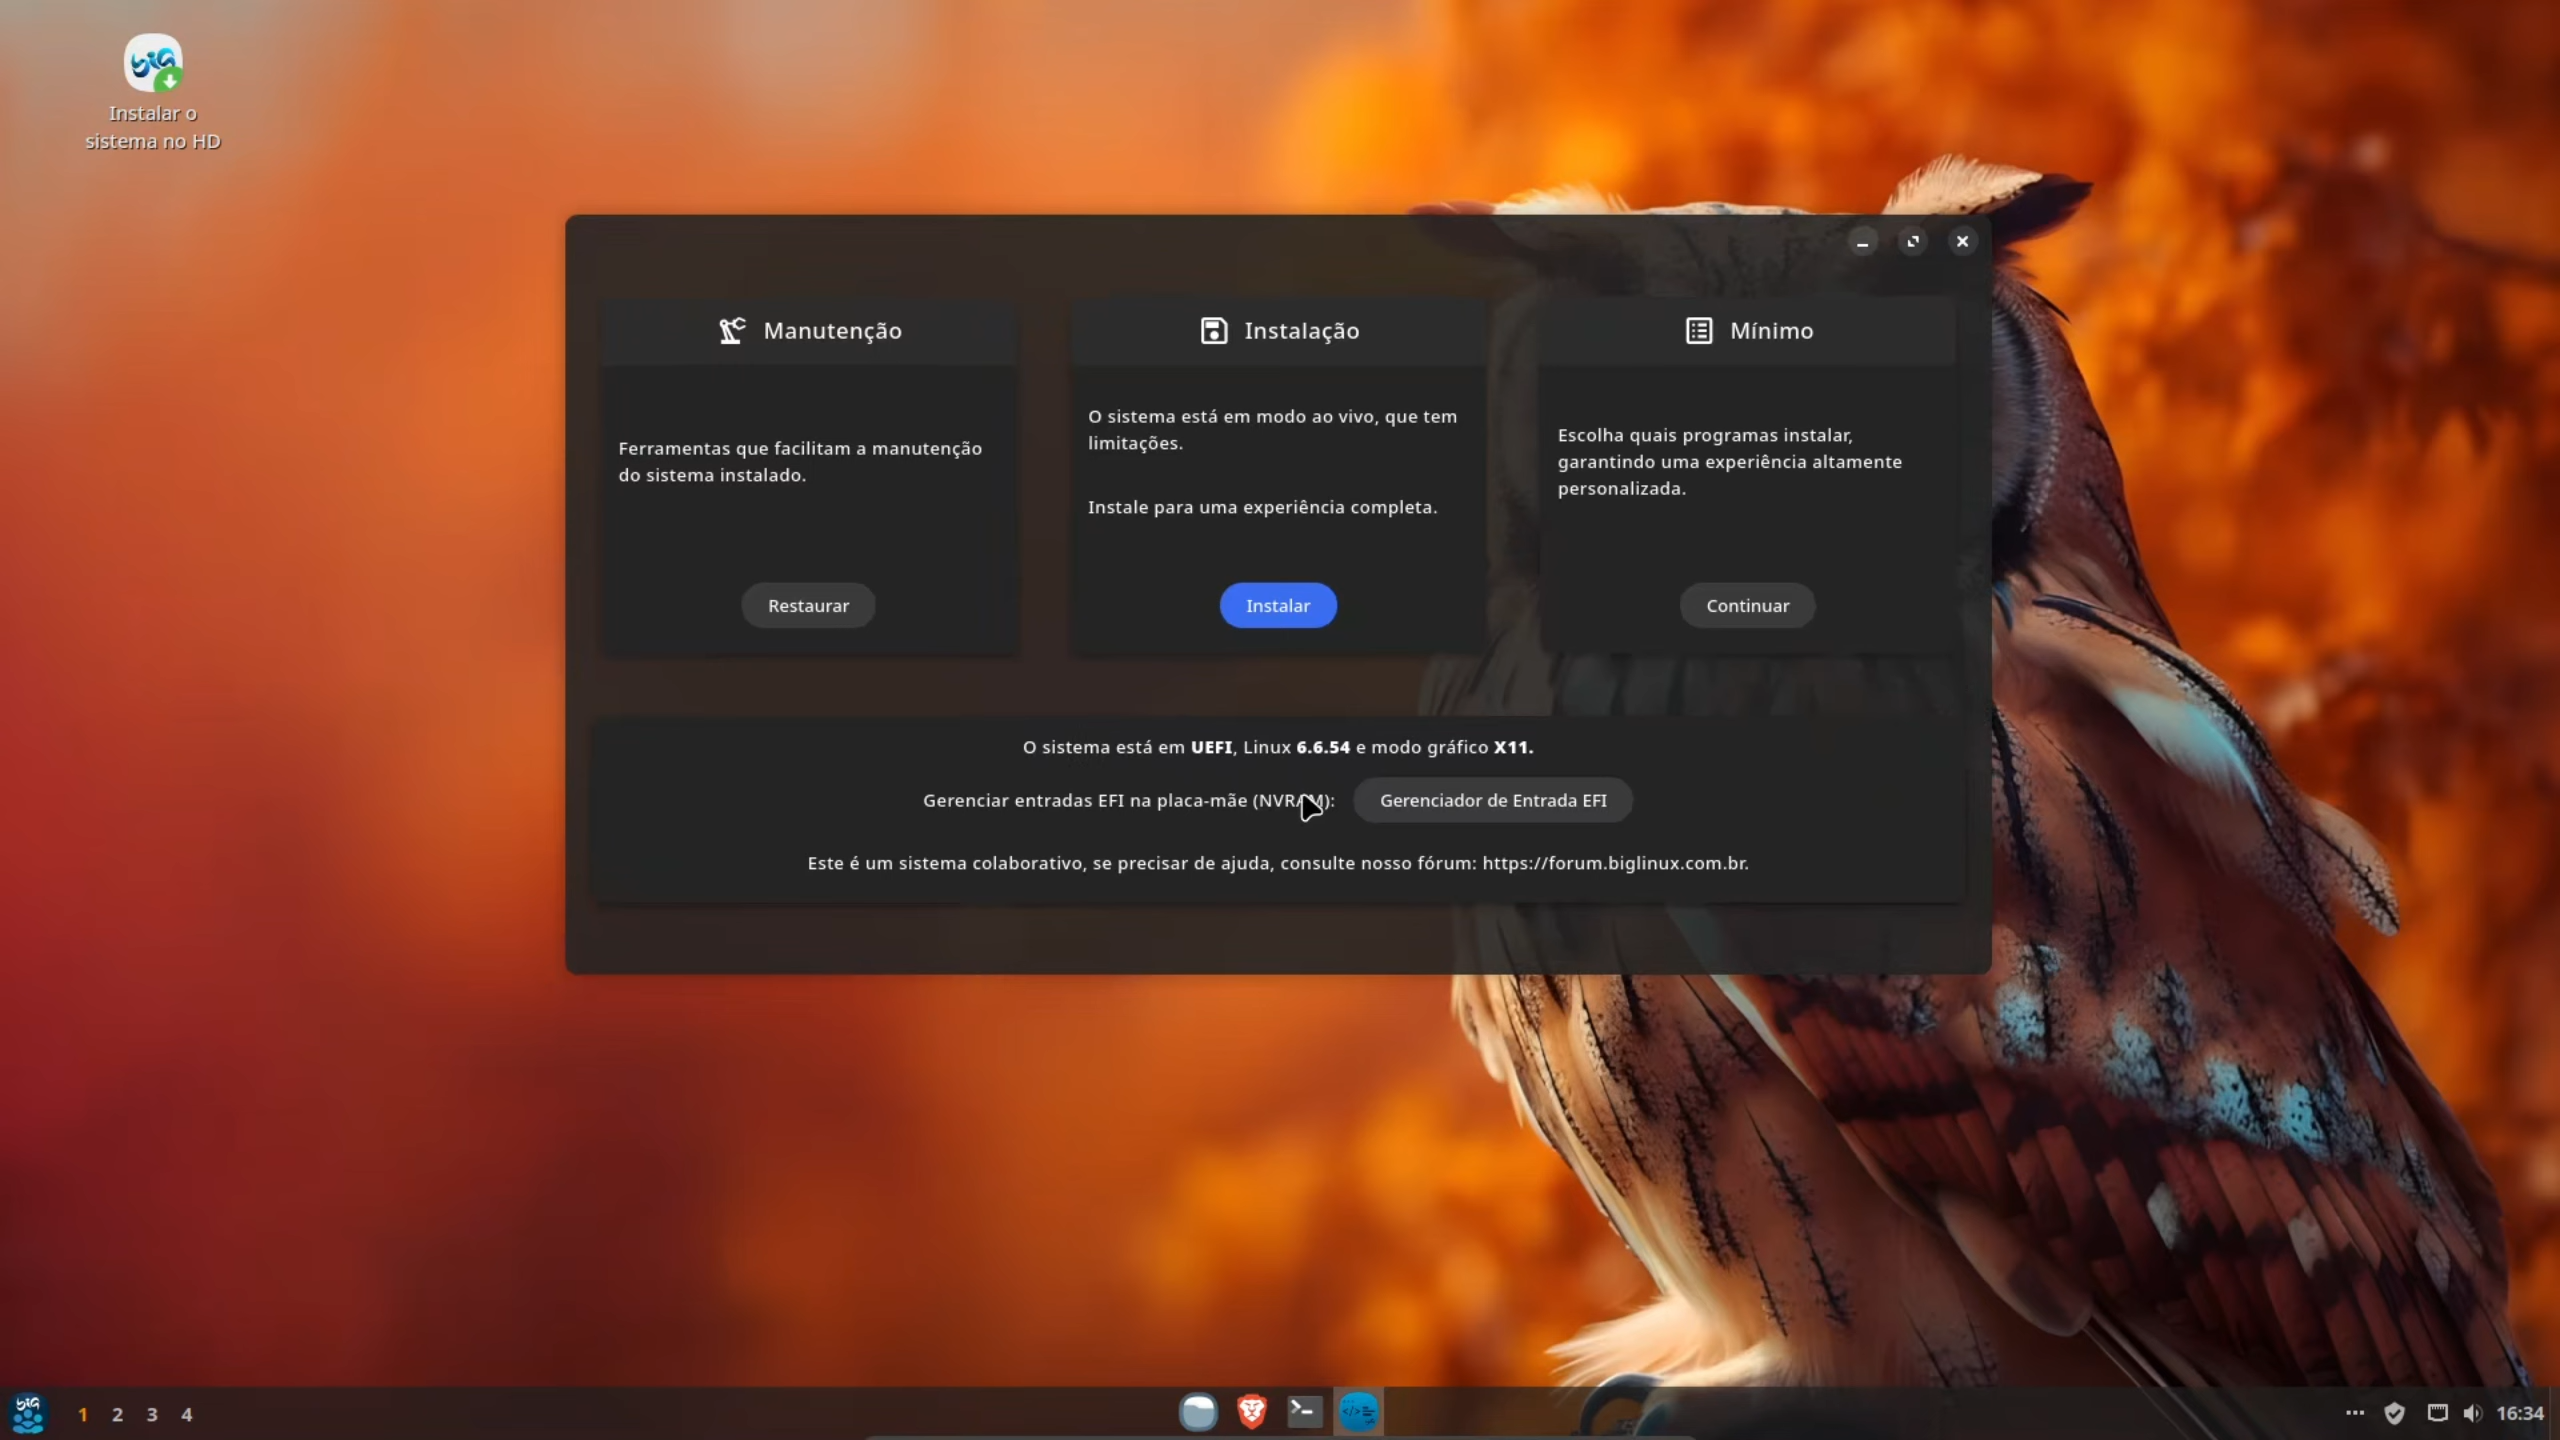 Instalar o
sistema no HD
Manutenção
Ferramentas que facilitam a manutenção
do sistema instalado.
Restaurar
Instalação
O sistema está em modo ao vivo, que tem
limitações.
Instale para uma experiência completa.
Instalar
Mínimo
Escolha quais programas instalar,
garantindo uma experiência altamente
personalizada.
Continuar
O sistema está em UEFI, Linux 6.6.54 e modo gráfico X11.
Gerenciar entradas EFI na placa-mãe (NVRAM): Gerenciador de Entrada EFI
Este é um sistema colaborativo, se precisar de ajuda, consulte nosso fórum: https://forum.biglinux.com.br.
big 1 2 3 4 16:34